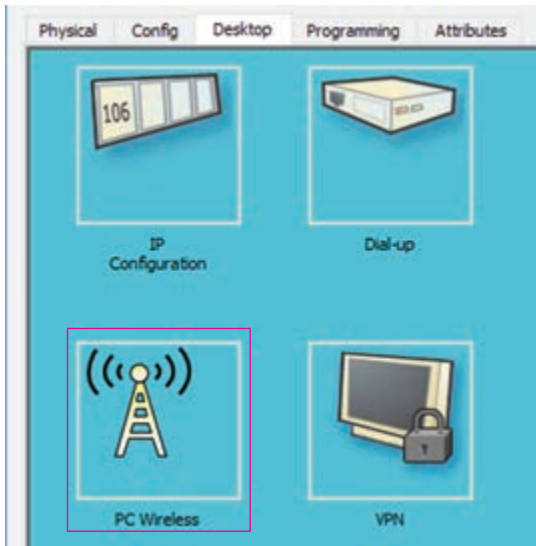 Physical Config Desktop Programming Attributes
106
IP
Configuration
Dial-up
PC Wireless
VPN